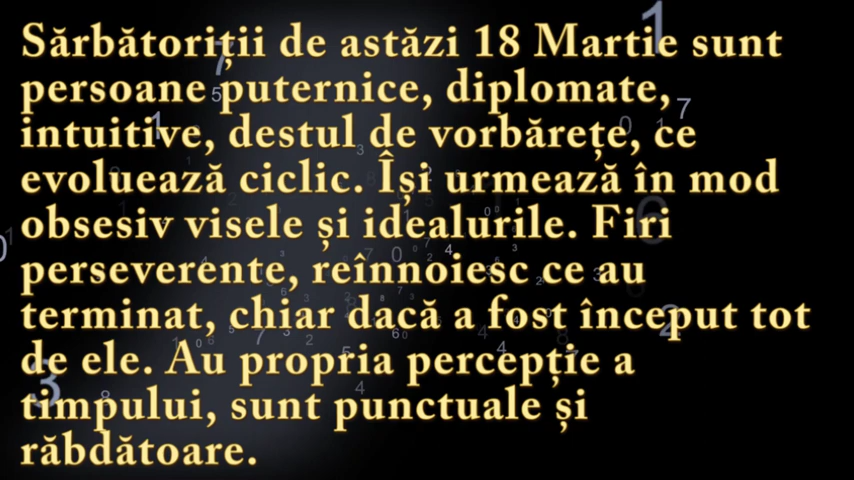 Sărbătoriții de astăzi 18 Martie sunt
persoane puternice, diplomate,
intuitive, destul de vorbărețe, ce
evoluează ciclic. Își urmează în mod
obsesiv visele și idealurile. Firi
perseverente, reînnoiesc ce au
terminat, chiar dacă a fost început tot
de ele. Au propria percepție a
timpului, sunt punctuale și
răbdătoare.